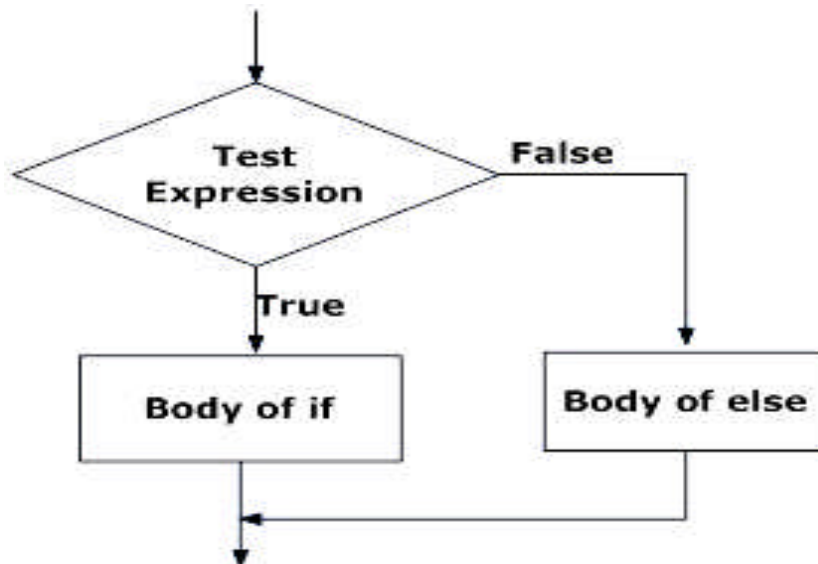 Test
Expression
False
True
Body of if
Body of else